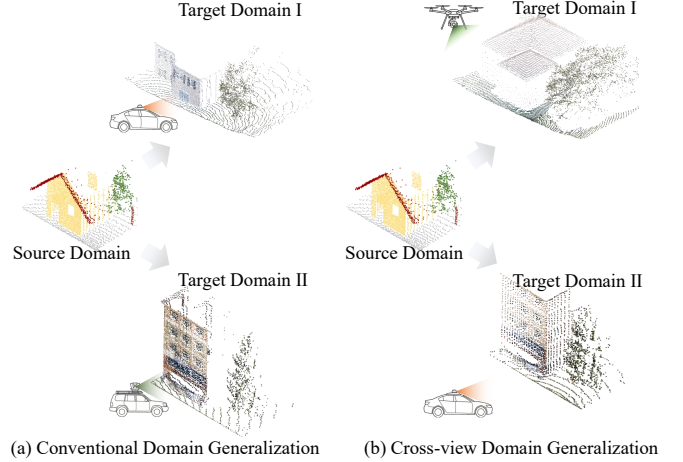 Target Domain I
Source Domain
Target Domain II
(a) Conventional Domain Generalization
Target Domain I
Source Domain
Target Domain II
(b) Cross-view Domain Generalization